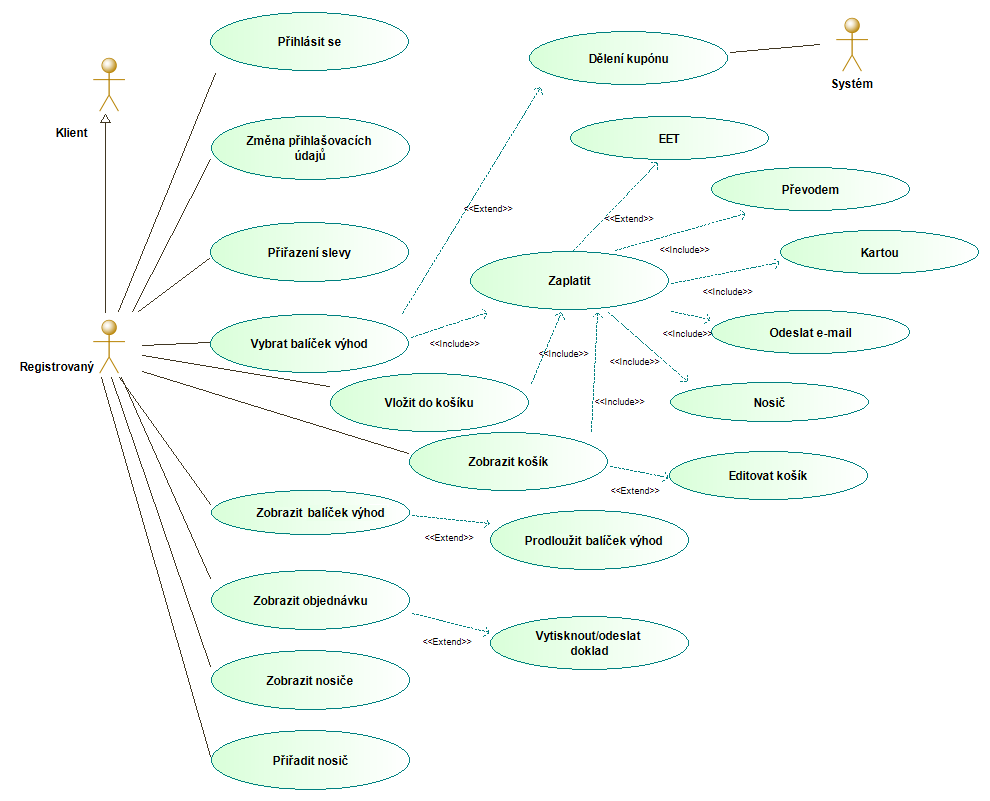 Přihlásit se
Dělení kupónu
Systém
Klient
Změna přihlašovacích
údajů
EET
Převodem
<<Extend>>
<<Extend>>
Přiřazení slevy
<<Include>>
Kartou
Zaplatit
<<Include>>
Odeslat e-mail
<<Include>>
Vybrat balíček výhod
<<Include>>
<<Include>>
<<Include>>
Registrovaný
Vložit do košíku
<<Include>>
Nosič
Zobrazit košík
Editovat košík
<<Extend>>
Zobrazit balíček výhod
<<Extend>>
Prodloužit balíček výhod
Zobrazit objednávku
<<Extend>>
Vytisknout/odeslat
doklad
Zobrazit nosiče
Přiřadit nosič